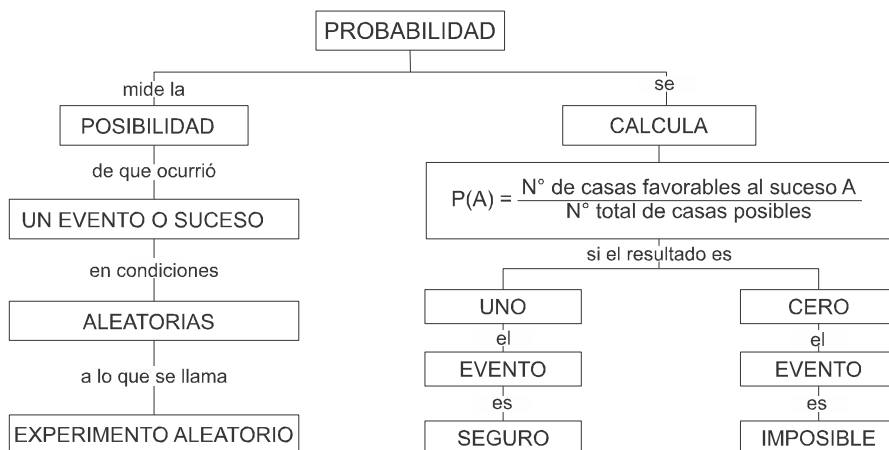 PROBABILIDAD
mide la
POSIBILIDAD
de que ocurrió
UN EVENTO O SUCESO
en condiciones
ALEATORIAS
a lo que se llama
EXPERIMENTO ALEATORIO
se
CALCULA
P(A) = N° de casas favorables al suceso A
N° total de casas posibles
si el resultado es
UNO
el
EVENTO
es
SEGURO
CERO
el
EVENTO
es
IMPOSIBLE